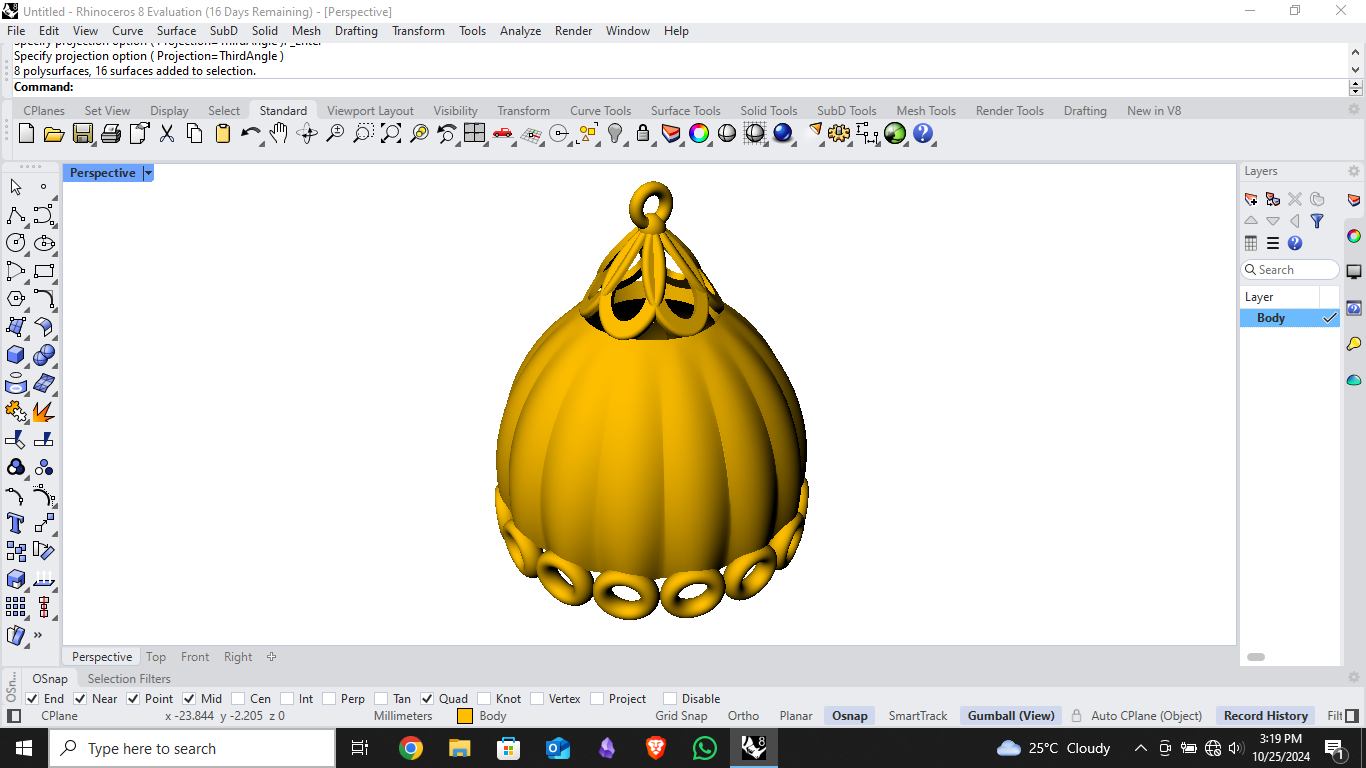 Untitled - Rhinoceros 8 Evaluation (16 Days Remaining) - [Perspective]
File Edit View Curve Surface SubD Solid Mesh Drafting Transform Tools Analyze Render Window Help
Specify projection option ( Projection=ThirdAngle ): _Enter
Specify projection option ( Projection=ThirdAngle )
8 polysurfaces, 16 surfaces added to selection.
Command:
CPlanes Set View Display Select Standard Viewport Layout Visibility Transform Curve Tools Surface Tools Solid Tools SubD Tools Mesh Tools Render Tools Drafting New in V8
Perspective
Layers
Search
Layer
Body
Perspective Top Front Right
OSn...
OSnap Selection Filters
End Near Point Mid Cen Int Perp Tan Quad Knot Vertex Project Disable
CPlane x -23.844 y -2.205 z 0 Millimeters Body Grid Snap Ortho Planar Osnap SmartTrack Gumball (View) Auto CPlane (Object) Record History Filt
Type here to search
8
25°C Cloudy
3:19 PM
10/25/2024
1